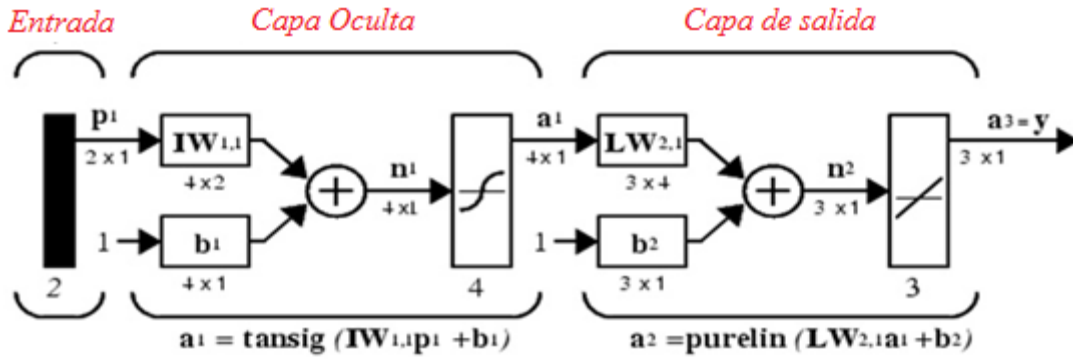 Entrada
Capa Oculta
Capa de salida
p1
2 x 1
IW1,1
4 x 2
1
b1
4 x 1
2
n1
4x1
4
a1
4 x 1
LW2,1
3 x 4
1
b2
3 x 1
n2
3 x 1
3
a3 = y
3 x 1
a1 = tansig (IW1,1p1 +b1)
a2 =purelin (LW2,1a1 +b2)